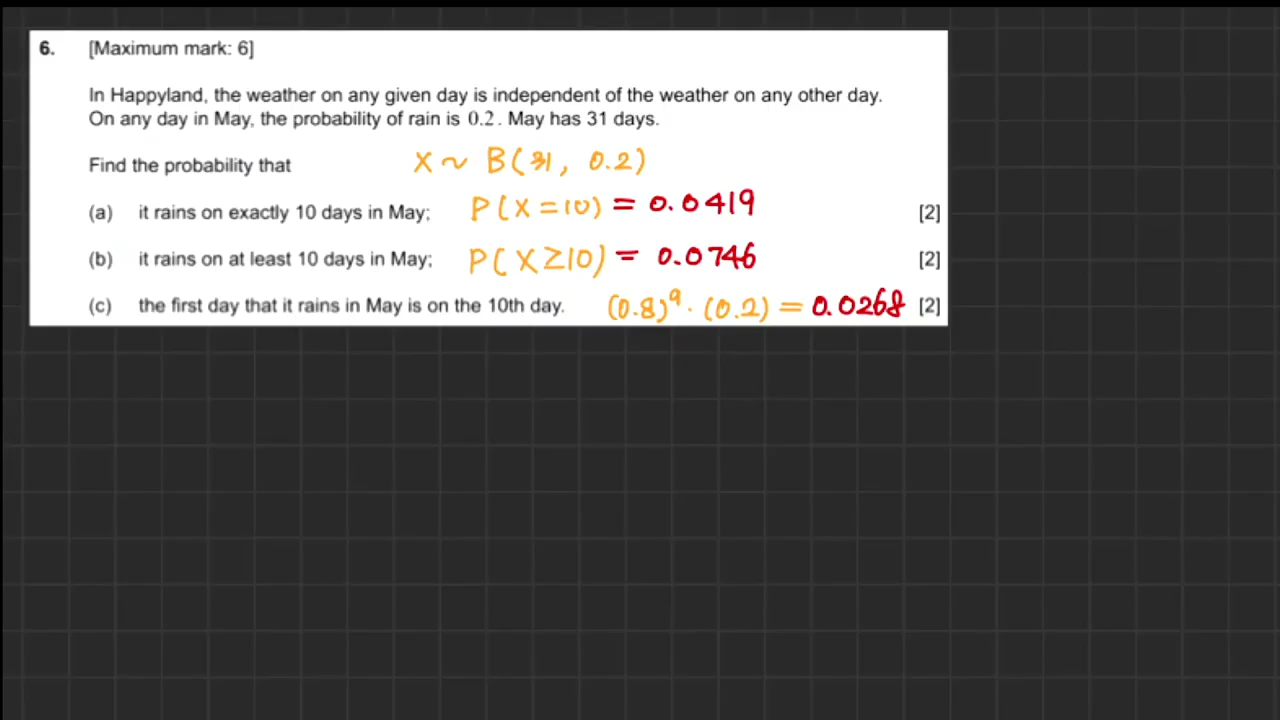 6. [Maximum mark: 6]
In Happyland, the weather on any given day is independent of the weather on any other day.
On any day in May, the probability of rain is 0.2. May has 31 days.
Find the probability that X ~ B(31, 0.2)
(a) it rains on exactly 10 days in May; P(X=10) = 0.0419 [2]
(b) it rains on at least 10 days in May; P(X≥10) = 0.0746 [2]
(c) the first day that it rains in May is on the 10th day. (0.8)⁹ · (0.2) = 0.0268 [2]